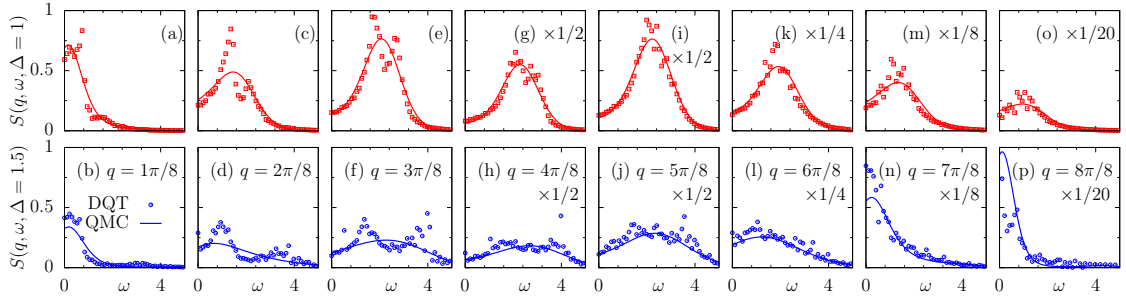 S(q, ω, Δ = 1)
1
0.5
0
(a)
(c)
(e)
(g) ×1/2
(i)
×1/2
(k) ×1/4
(m) ×1/8
(o) ×1/20
S(q, ω, Δ = 1.5)
1
0.5
0
(b) q = 1π/8
DQT
QMC
(d) q = 2π/8
(f) q = 3π/8
(h) q = 4π/8
×1/2
(j) q = 5π/8
×1/2
(l) q = 6π/8
×1/4
(n) q = 7π/8
×1/8
(p) q = 8π/8
×1/20
0 ω 4 0 ω 4 0 ω 4 0 ω 4 0 ω 4 0 ω 4 0 ω 4 0 ω 4